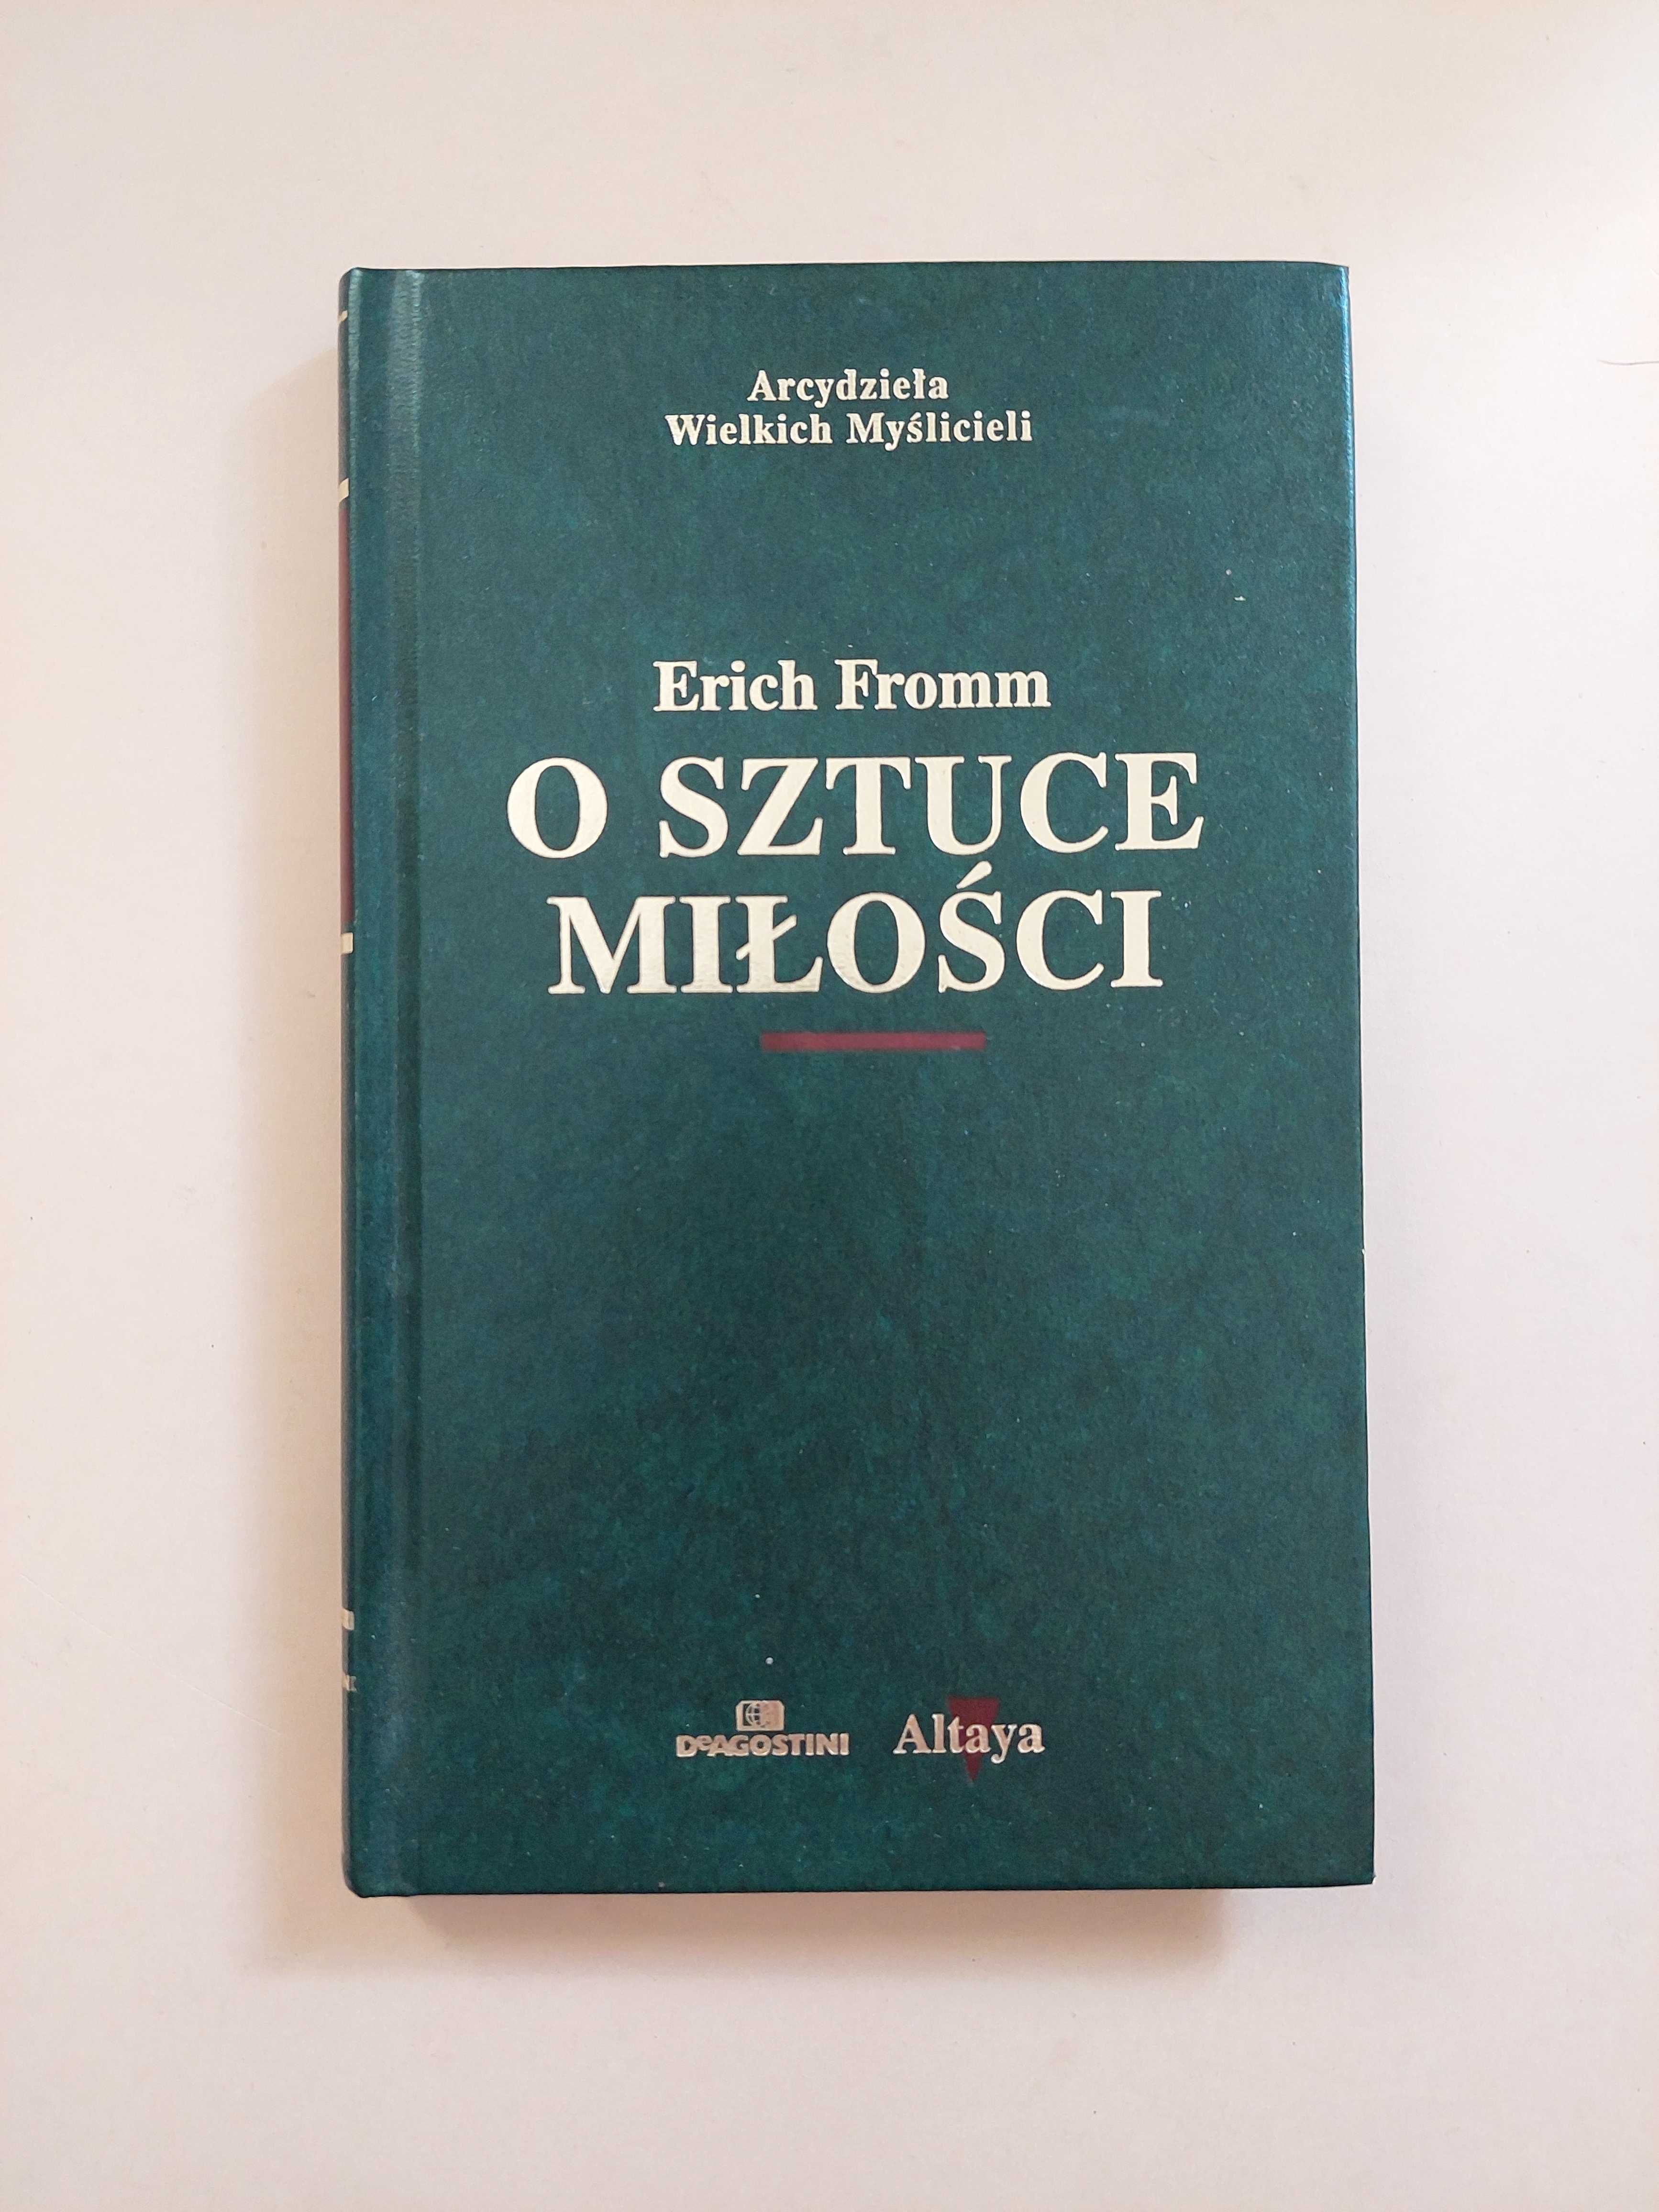 Arcydzieła
Wielkich Myślicieli
Erich Fromm
O SZTUCE
MIŁOŚCI
DeAGOSTINI
Altaya